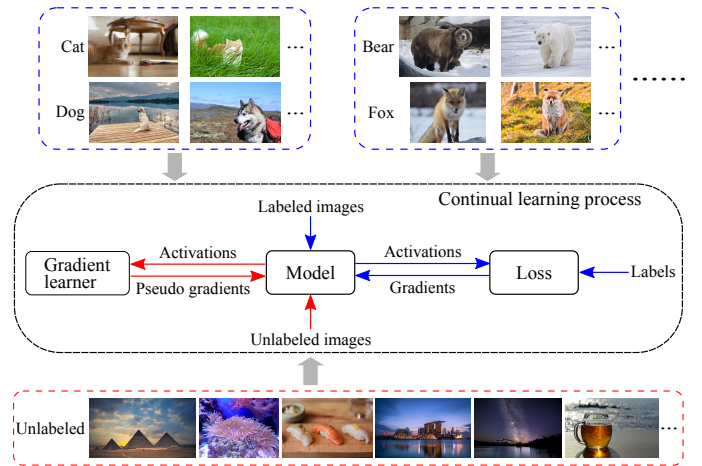 Cat
...
Bear
...
......
Dog
...
Fox
...
Continual learning process
Labeled images
Activations
Activations
Gradient
learner
Model
Loss
Labels
Pseudo gradients
Gradients
Unlabeled images
Unlabeled
...